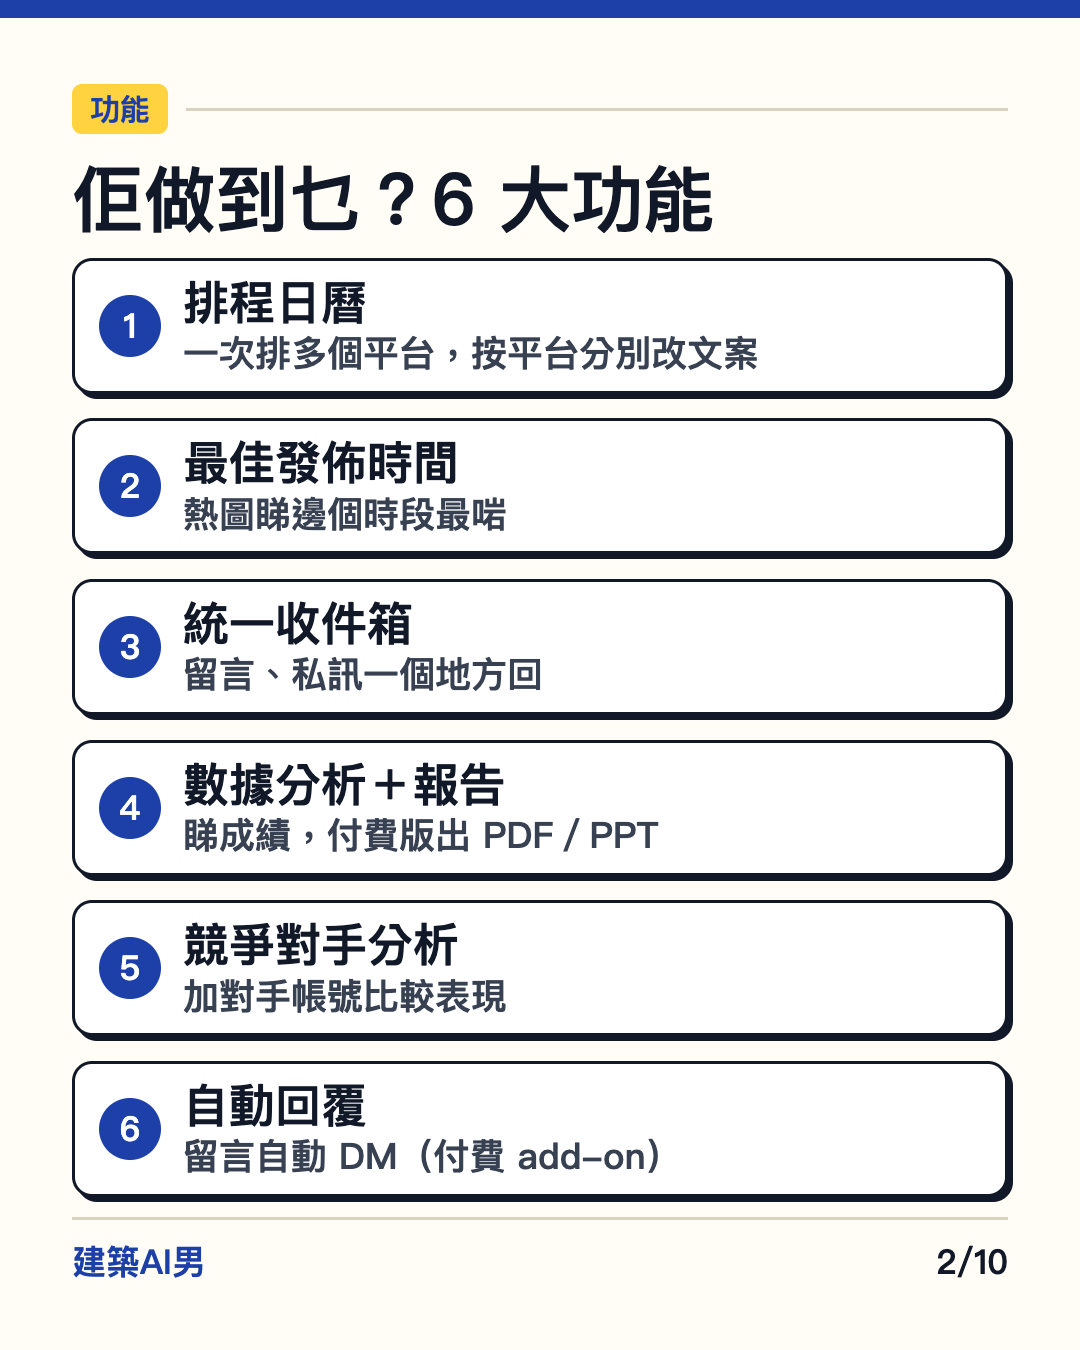 功能
佢做到乜？6 大功能
1
排程日曆
一次排多個平台，按平台分別改文案
2
最佳發佈時間
熱圖睇邊個時段最啱
3
統一收件箱
留言、私訊一個地方回
4
數據分析＋報告
睇成績，付費版出 PDF / PPT
5
競爭對手分析
加對手帳號比較表現
6
自動回覆
留言自動 DM（付費 add-on）
建築AI男
2/10